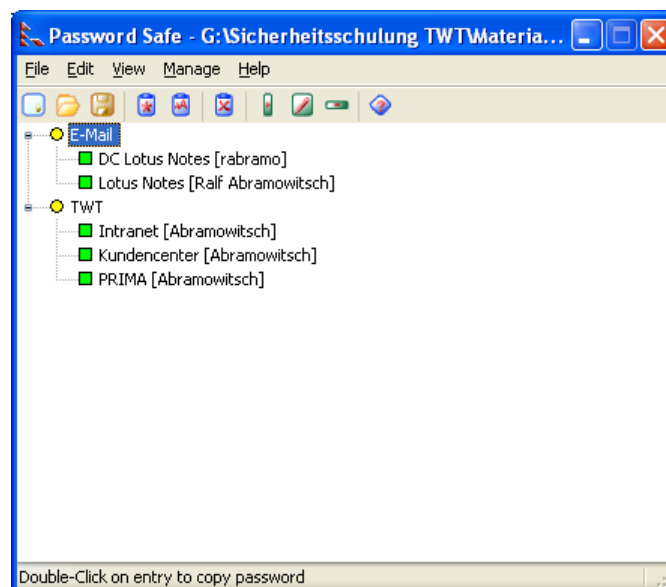 Password Safe - G:\Sicherheitsschulung TWT\Materia...
File Edit View Manage Help
E-Mail
DC Lotus Notes [rabramo]
Lotus Notes [Ralf Abramowitsch]
TWT
Intranet [Abramowitsch]
Kundencenter [Abramowitsch]
PRIMA [Abramowitsch]
Double-Click on entry to copy password